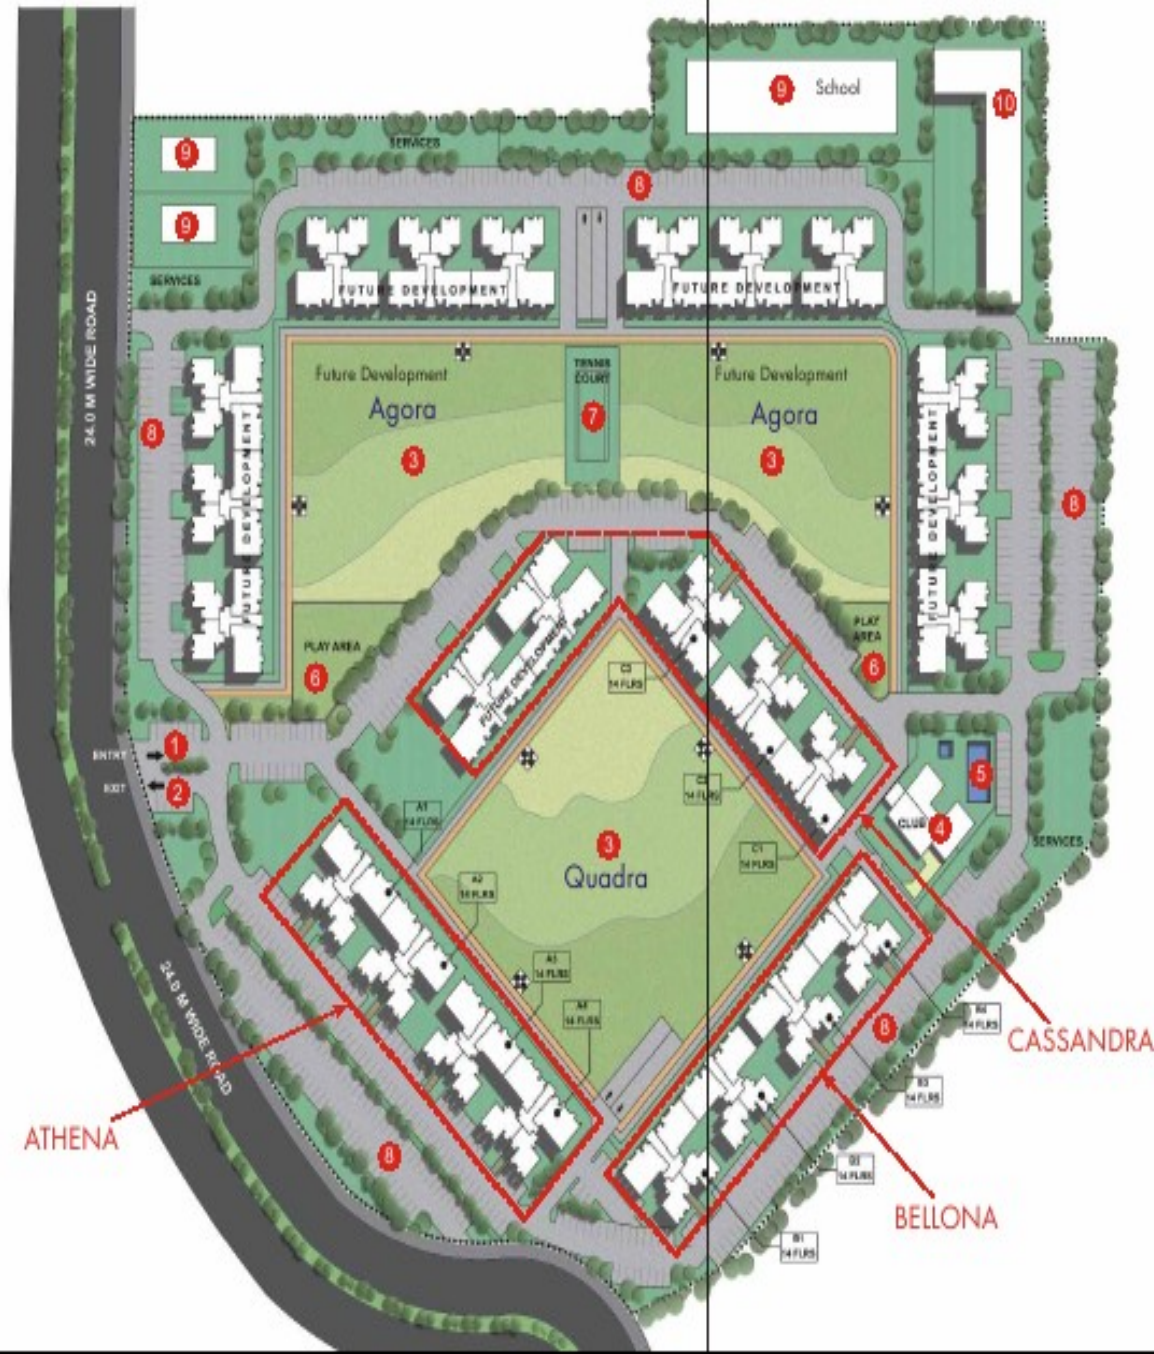 9 School
10
9
SERVICES
8
9
SERVICES
FUTURE DEVELOPMENT
FUTURE DEVELOPMENT
24.0 M WIDE ROAD
Future Development
Agora
TENNIS
COURT
Future Development
Agora
7
8
3
3
8
FUTURE DEVELOPMENT
FUTURE DEVELOPMENT
PLAY AREA
6
PLAY
AREA
6
FUTURE DEVELOPMENT
C3
14 FLRS
ENTRY
1
EXIT
2
C2
14 FLRS
5
CLUB 4
SERVICES
A1
14 FLRS
3
Quadra
C1
14 FLRS
A2
14 FLRS
A3
14 FLRS
A4
14 FLRS
24.0 M WIDE ROAD
8
B4
14 FLRS
CASSANDRA
B3
14 FLRS
ATHENA
8
B2
14 FLRS
BELLONA
B1
14 FLRS